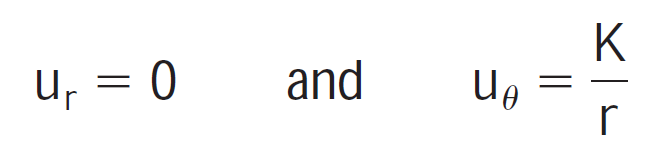 u_r = 0 and u_θ = K/r